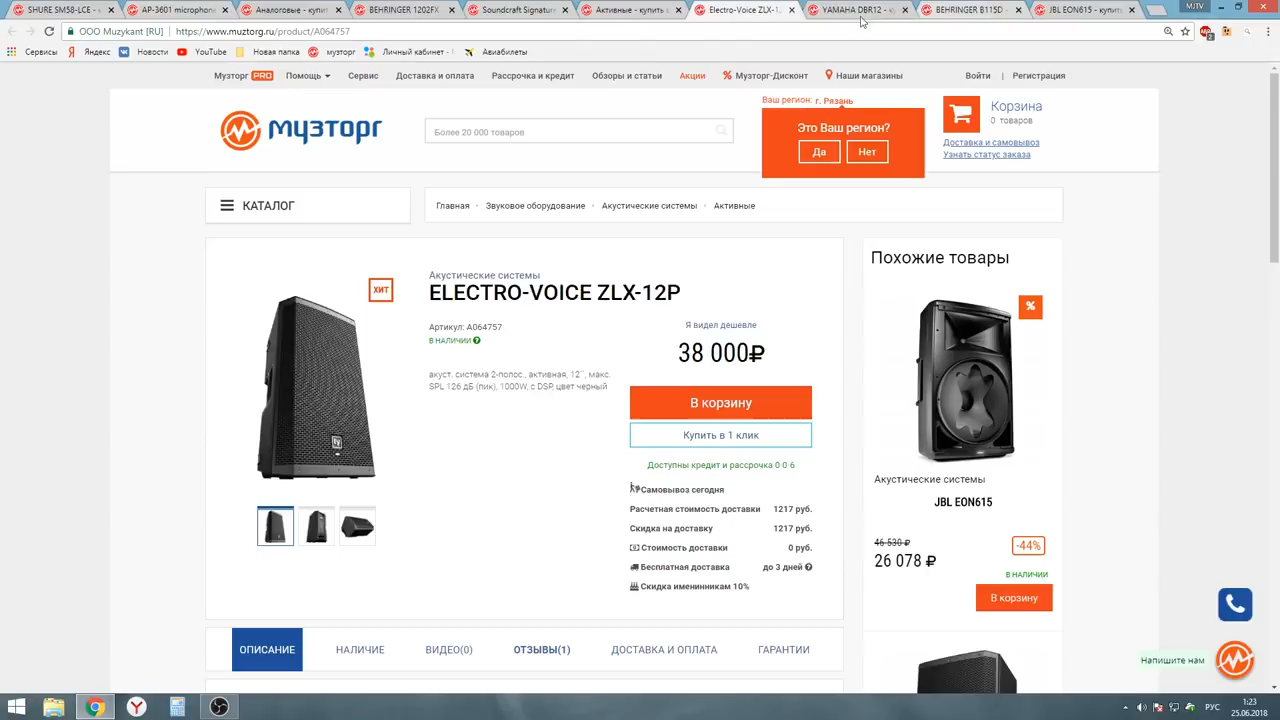 SHURE SM58-LCE - к
AP-3601 микрофон
Аналоговые - купить
BEHRINGER 1202FX
Soundcraft Signature
Активные - купить в
Electro-Voice ZLX-12
YAMAHA DBR12 - ку
BEHRINGER B115D -
JBL EON615 - купить
MJTV
ООО Muzykant [RU]
https://www.muztorg.ru/product/A064757
Сервисы
Яндекс
Новости
YouTube
Новая папка
музторг
Личный кабинет -
Авиабилеты
Музторг PRO
Помощь
Сервис
Доставка и оплата
Рассрочка и кредит
Обзоры и статьи
Акции
% Музторг-Дисконт
Наши магазины
Войти | Регистрация
музторг
Более 20 000 товаров
Ваш регион: г. Рязань
Это Ваш регион?
Да
Нет
Корзина
0 товаров
Доставка и самовывоз
Узнать статус заказа
КАТАЛОГ
Главная
Звуковое оборудование
Акустические системы
Активные
ХИТ
Акустические системы
ELECTRO-VOICE ZLX-12P
Артикул: A064757
В НАЛИЧИИ
акуст. система 2-полос., активная, 12``, макс.
SPL 126 дБ (пик), 1000W, с DSP, цвет черный
Я видел дешевле
38 000₽
В корзину
Купить в 1 клик
Доступны кредит и рассрочка 0·0·6
Самовывоз сегодня
Расчетная стоимость доставки 1217 руб.
Скидка на доставку 1217 руб.
Стоимость доставки 0 руб.
Бесплатная доставка до 3 дней
Скидка именинникам 10%
ОПИСАНИЕ
НАЛИЧИЕ
ВИДЕО(0)
ОТЗЫВЫ(1)
ДОСТАВКА И ОПЛАТА
ГАРАНТИИ
Похожие товары
%
Акустические системы
JBL EON615
46 530 ₽
-44%
26 078 ₽
В НАЛИЧИИ
В корзину
Напишите нам
РУС
1:23
25.06.2018